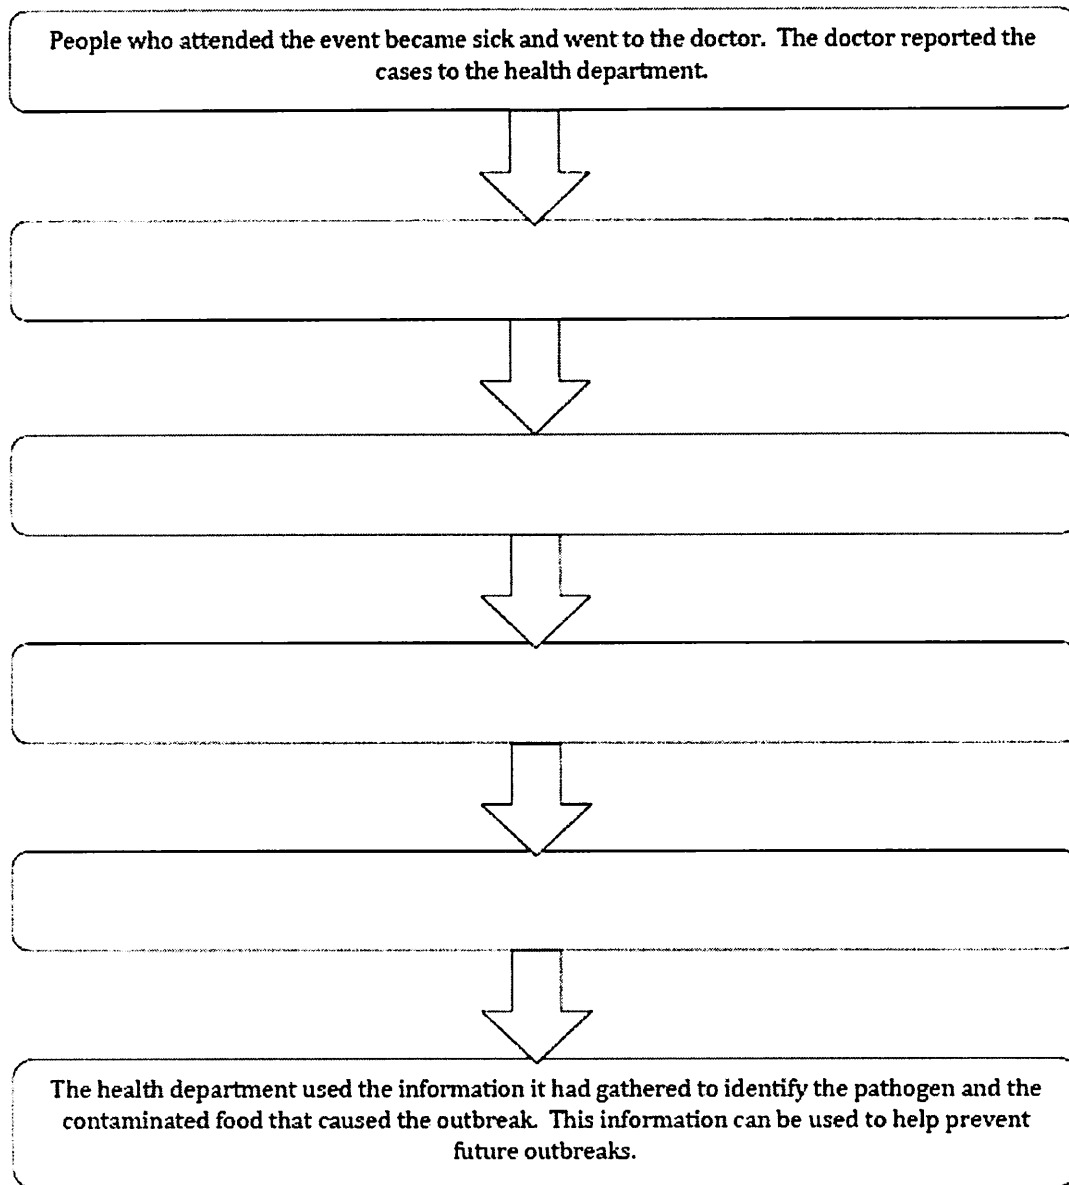 People who attended the event became sick and went to the doctor. The doctor reported the
cases to the health department.
The health department used the information it had gathered to identify the pathogen and the
contaminated food that caused the outbreak. This information can be used to help prevent
future outbreaks.